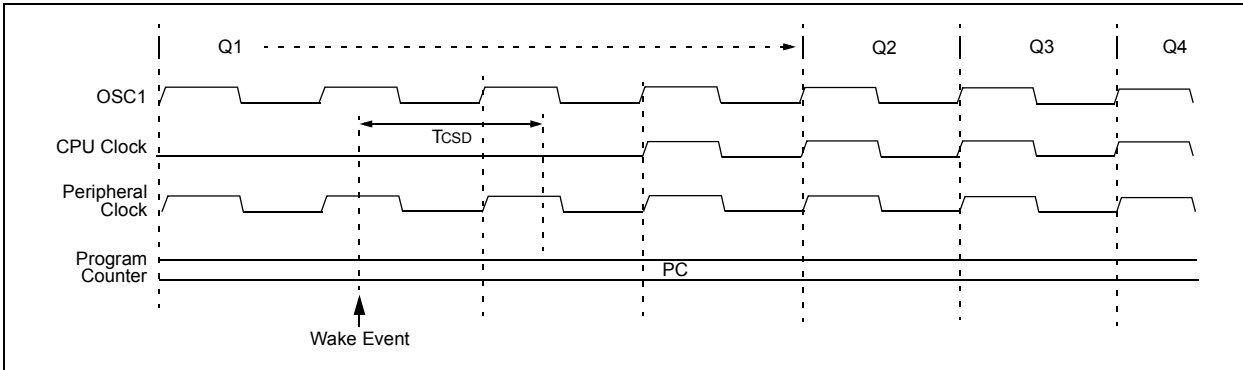 Q1 Q2 Q3 Q4
OSC1
TCSD
CPU Clock
Peripheral
Clock
Program
Counter
PC
Wake Event